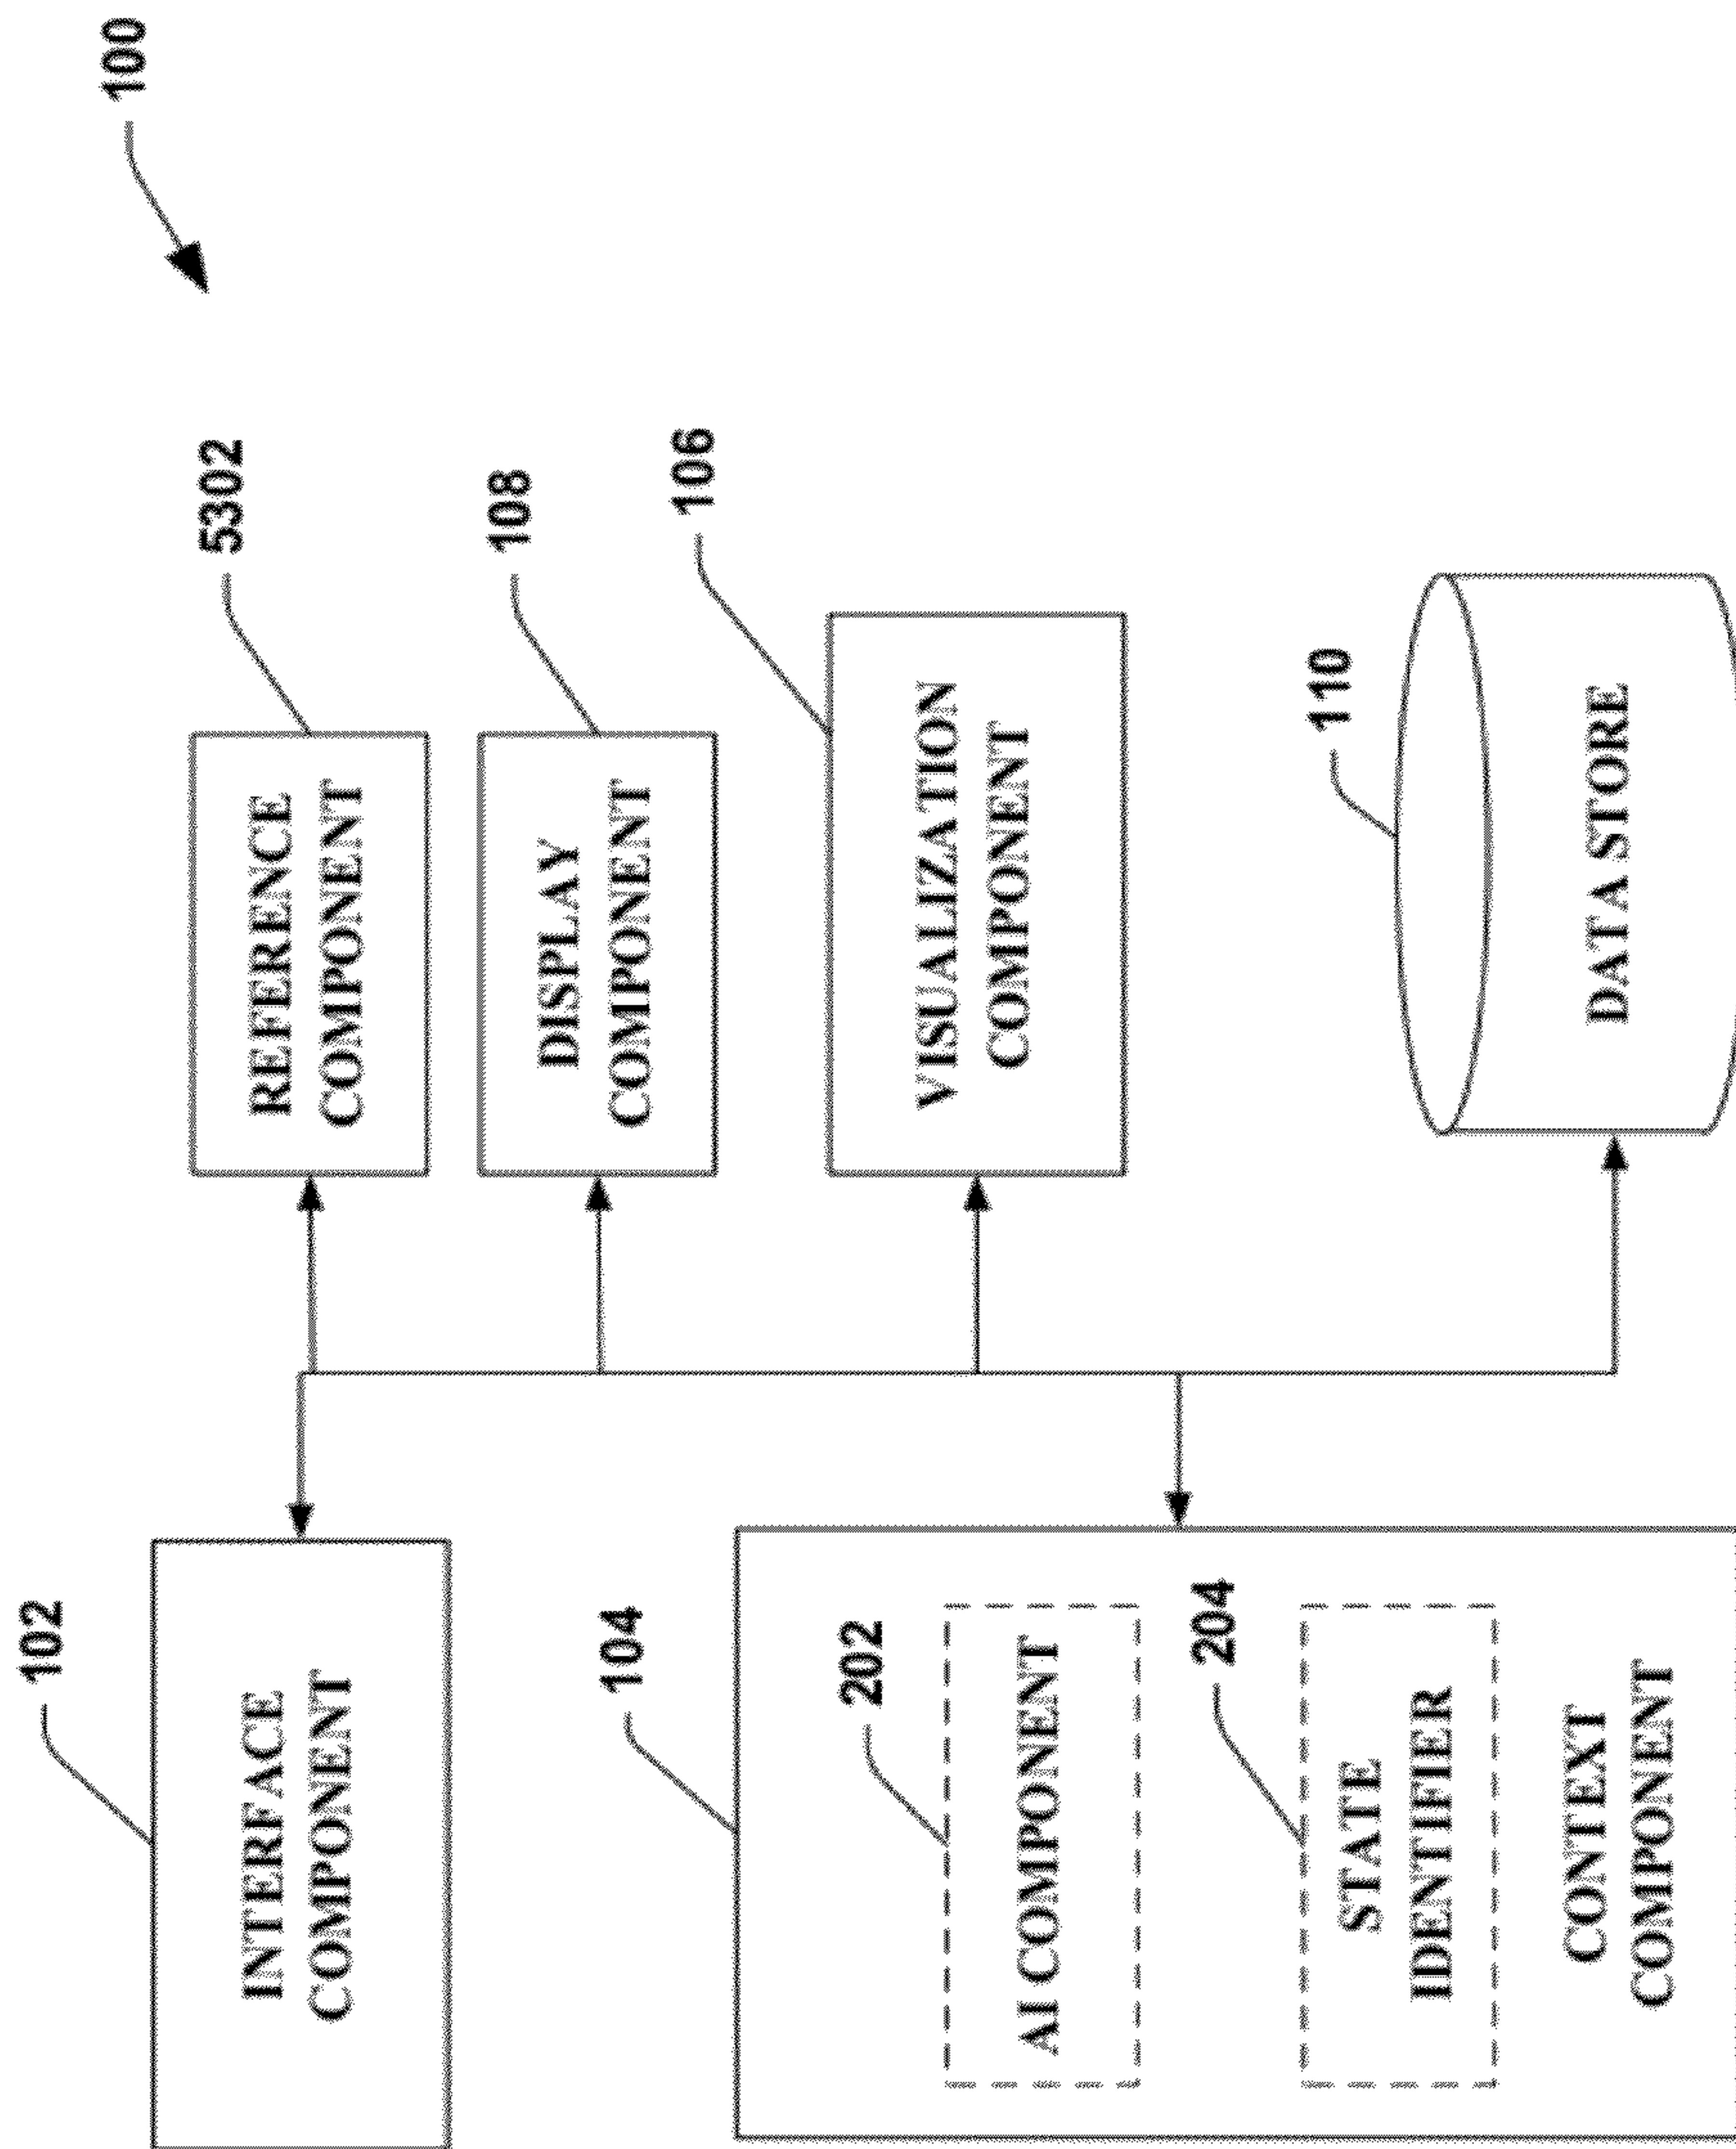 100
102
INTERFACE
COMPONENT
5302
REFERENCE
COMPONENT
108
DISPLAY
COMPONENT
104
202
AI COMPONENT
204
STATE
IDENTIFIER
CONTEXT
COMPONENT
106
VISUALIZATION
COMPONENT
110
DATA STORE